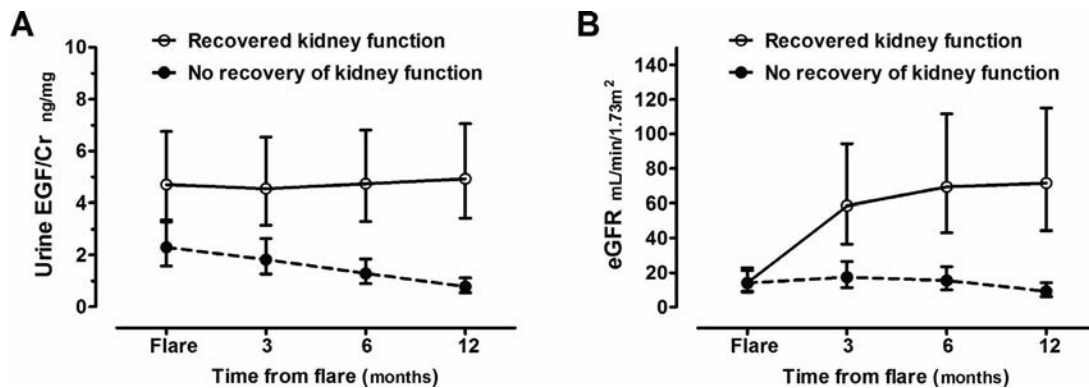 A
Recovered kidney function
No recovery of kidney function
Urine EGF/Cr ng/mg
10
8
6
4
2
0
Flare 3 6 12
Time from flare (months)
B
Recovered kidney function
No recovery of kidney function
eGFR mL/min/1.73m²
140
120
100
80
60
40
20
0
Flare 3 6 12
Time from flare (months)